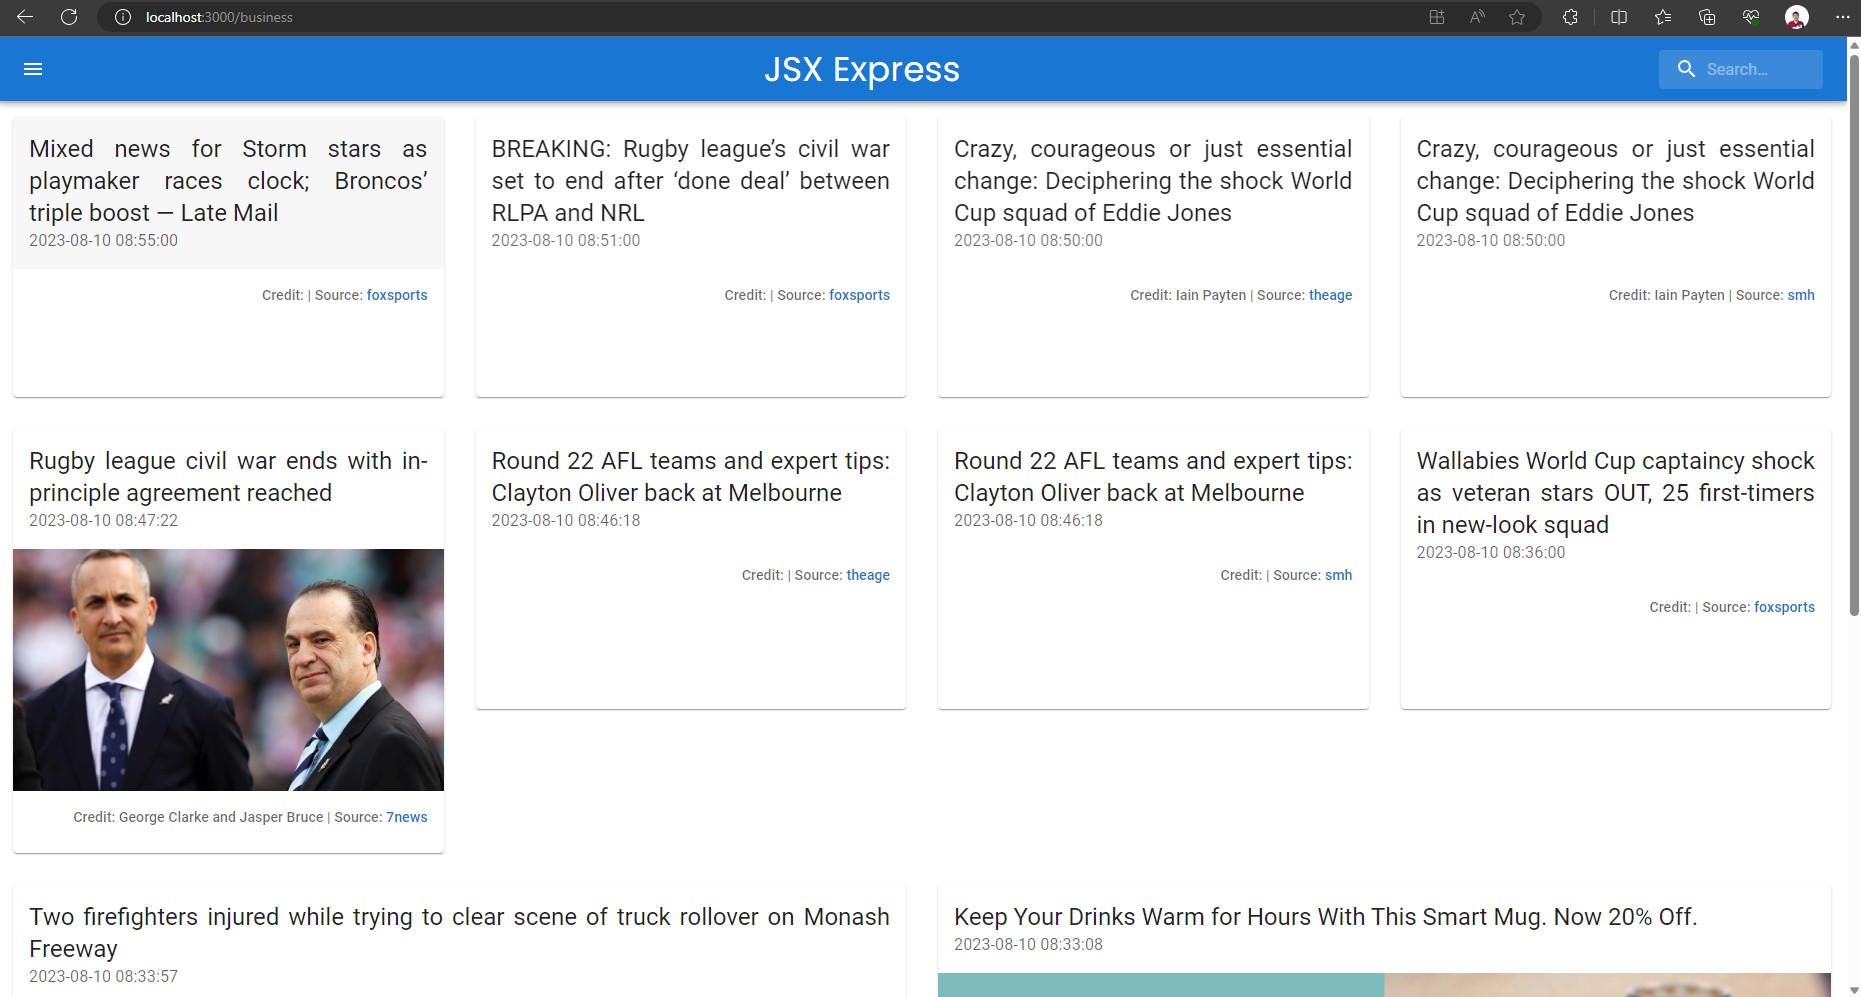 localhost:3000/business
JSX Express
Search...
Mixed news for Storm stars as
playmaker races clock; Broncos’
triple boost — Late Mail
2023-08-10 08:55:00
Credit: | Source: foxsports
BREAKING: Rugby league’s civil war
set to end after ‘done deal’ between
RLPA and NRL
2023-08-10 08:51:00
Credit: | Source: foxsports
Crazy, courageous or just essential
change: Deciphering the shock World
Cup squad of Eddie Jones
2023-08-10 08:50:00
Credit: Iain Payten | Source: theage
Crazy, courageous or just essential
change: Deciphering the shock World
Cup squad of Eddie Jones
2023-08-10 08:50:00
Credit: Iain Payten | Source: smh
Rugby league civil war ends with in-
principle agreement reached
2023-08-10 08:47:22
Credit: George Clarke and Jasper Bruce | Source: 7news
Round 22 AFL teams and expert tips:
Clayton Oliver back at Melbourne
2023-08-10 08:46:18
Credit: | Source: theage
Round 22 AFL teams and expert tips:
Clayton Oliver back at Melbourne
2023-08-10 08:46:18
Credit: | Source: smh
Wallabies World Cup captaincy shock
as veteran stars OUT, 25 first-timers
in new-look squad
2023-08-10 08:36:00
Credit: | Source: foxsports
Two firefighters injured while trying to clear scene of truck rollover on Monash
Freeway
2023-08-10 08:33:57
Keep Your Drinks Warm for Hours With This Smart Mug. Now 20% Off.
2023-08-10 08:33:08